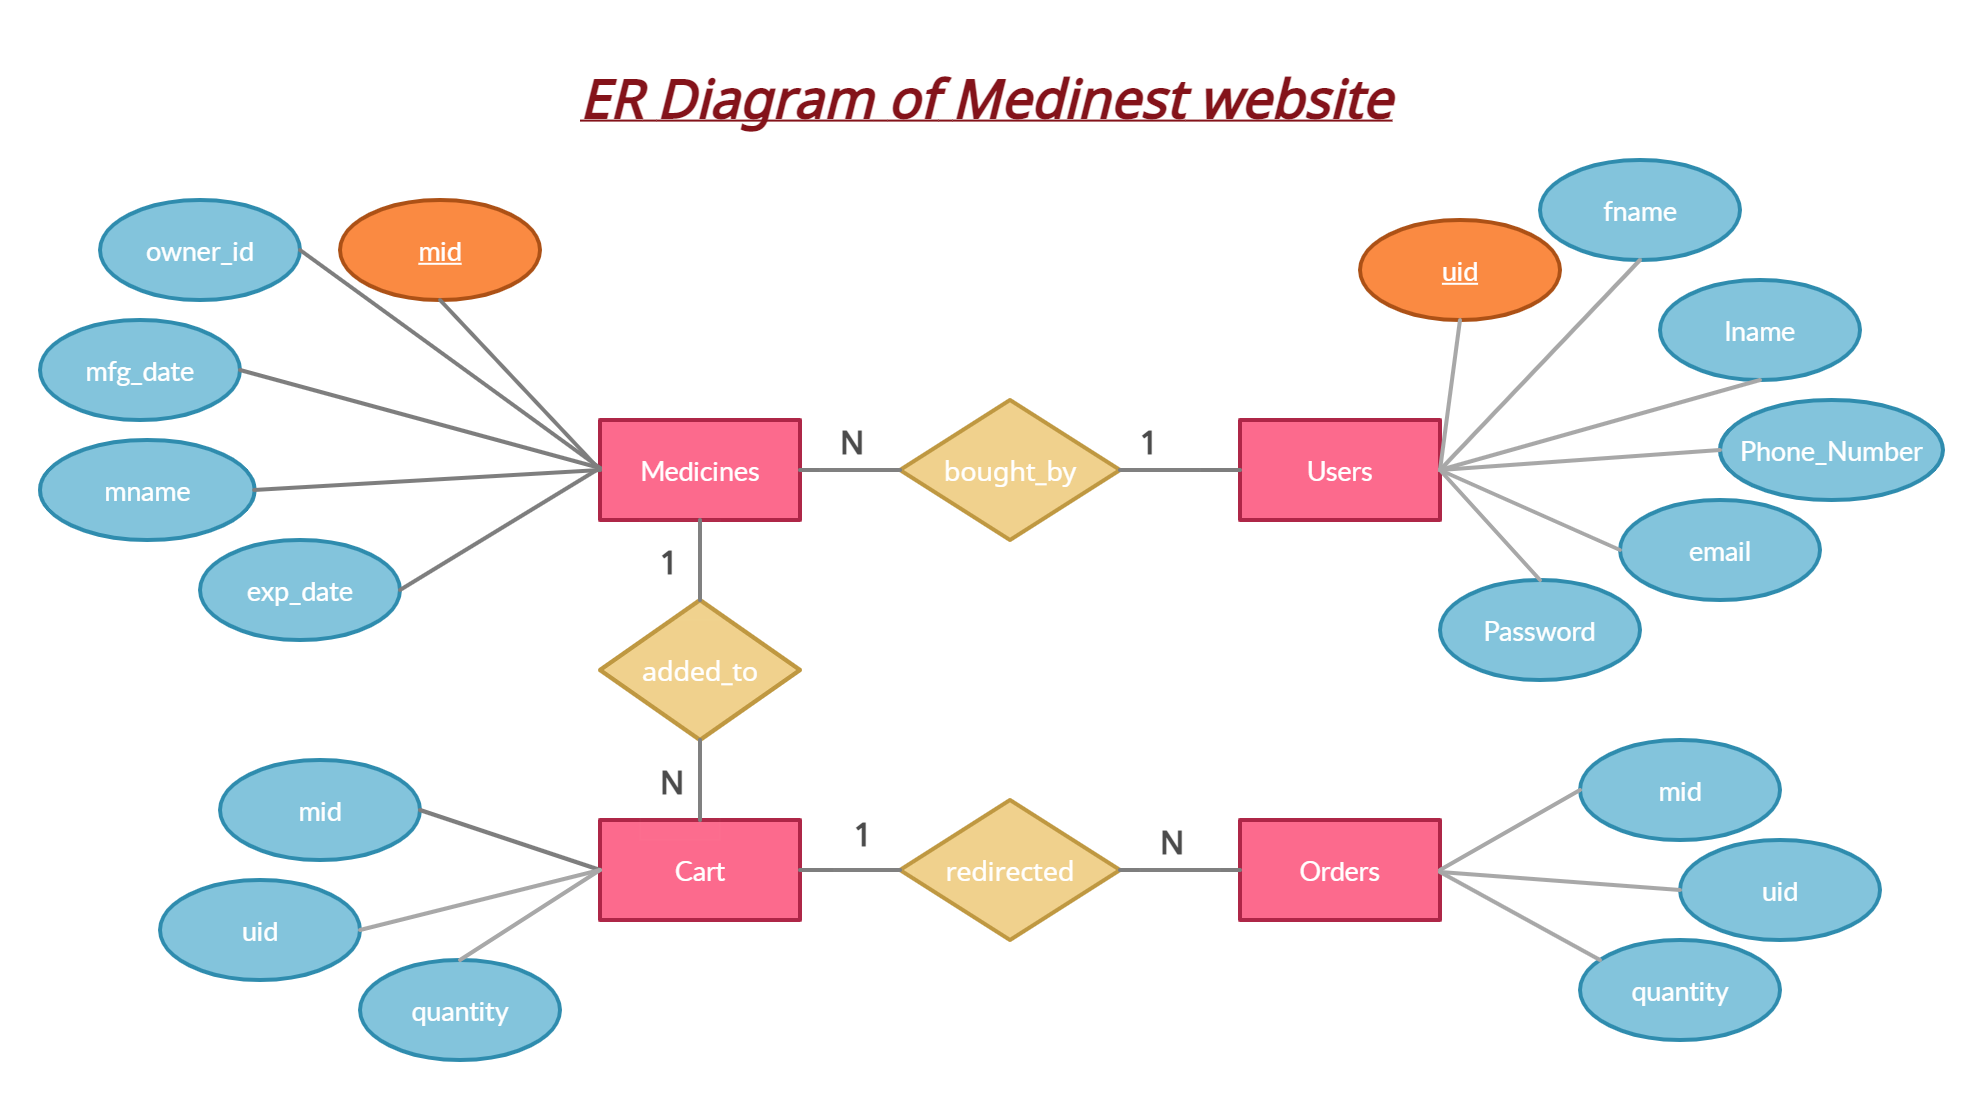 ER Diagram of Medinest website
owner_id
mid
mfg_date
mname
exp_date
Medicines
N
bought_by
1
Users
uid
fname
lname
Phone_Number
email
Password
1
added_to
N
mid
uid
quantity
Cart
1
redirected
N
Orders
mid
uid
quantity